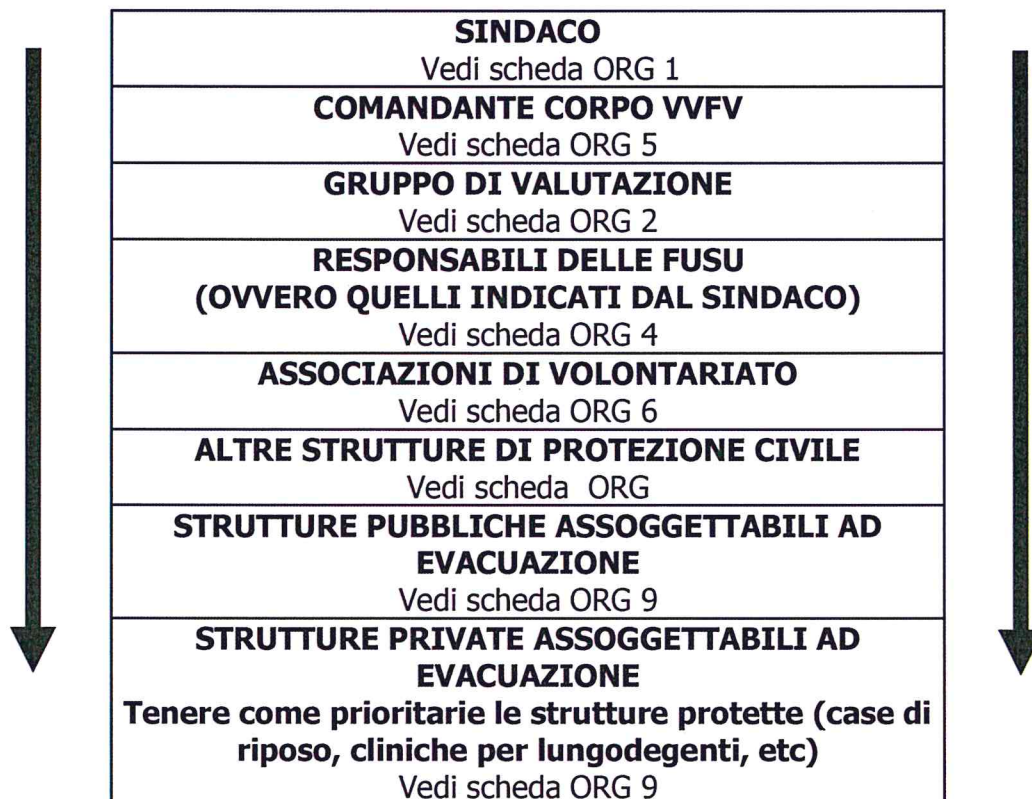 SINDACO
Vedi scheda ORG 1
COMANDANTE CORPO VVFV
Vedi scheda ORG 5
GRUPPO DI VALUTAZIONE
Vedi scheda ORG 2
RESPONSABILI DELLE FUSU
(OVVERO QUELLI INDICATI DAL SINDACO)
Vedi scheda ORG 4
ASSOCIAZIONI DI VOLONTARIATO
Vedi scheda ORG 6
ALTRE STRUTTURE DI PROTEZIONE CIVILE
Vedi scheda ORG
STRUTTURE PUBBLICHE ASSOGGETTABILI AD
EVACUAZIONE
Vedi scheda ORG 9
STRUTTURE PRIVATE ASSOGGETTABILI AD
EVACUAZIONE
Tenere come prioritarie le strutture protette (case di
riposo, cliniche per lungodegenti, etc)
Vedi scheda ORG 9